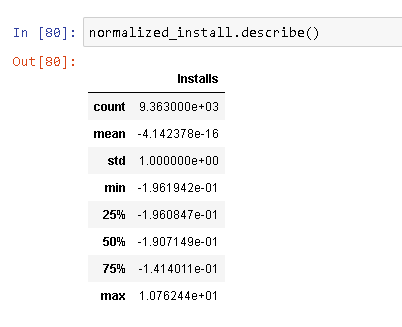 In [80]: normalized_install.describe()
Out[80]:
Installs
count 9.363000e+03
mean -4.142378e-16
std 1.000000e+00
min -1.961942e-01
25% -1.960847e-01
50% -1.907149e-01
75% -1.414011e-01
max 1.076244e+01